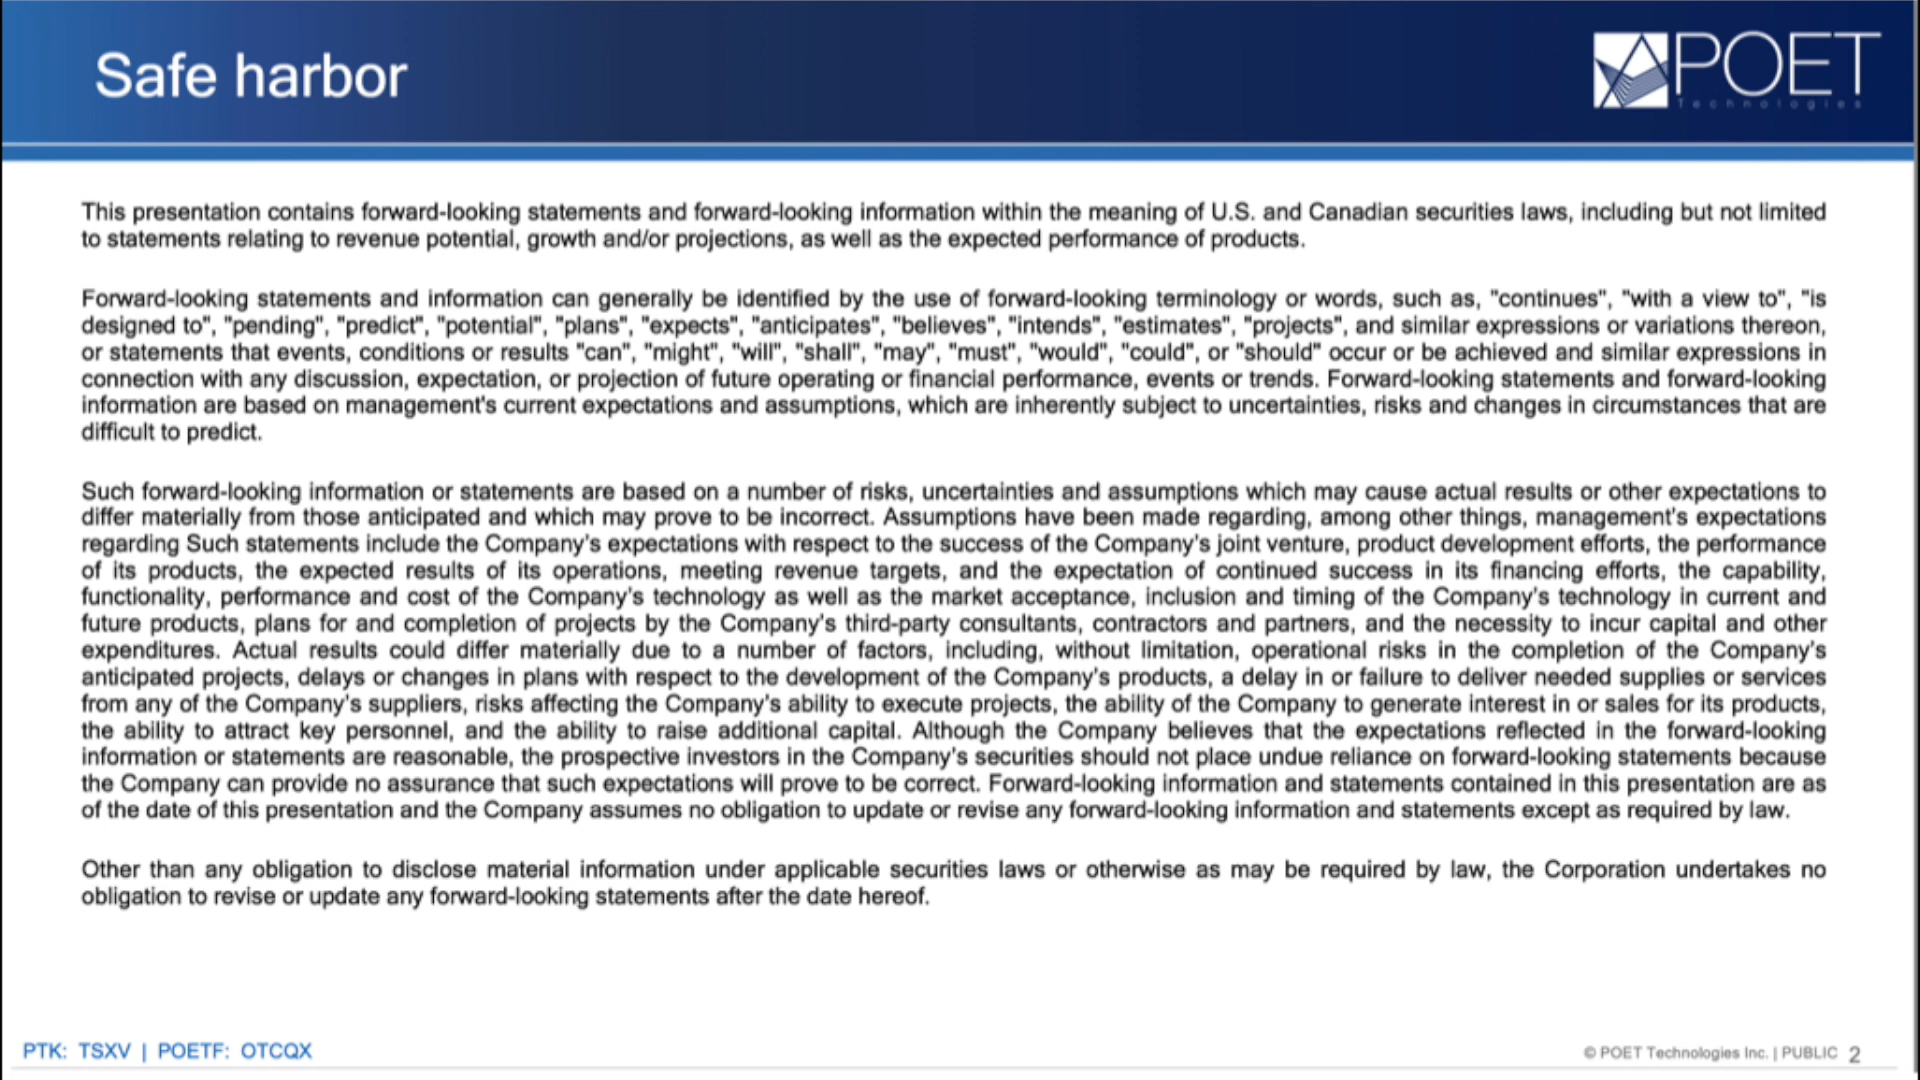 Safe harbor
POET
Technologies
This presentation contains forward-looking statements and forward-looking information within the meaning of U.S. and Canadian securities laws, including but not limited
to statements relating to revenue potential, growth and/or projections, as well as the expected performance of products.
Forward-looking statements and information can generally be identified by the use of forward-looking terminology or words, such as, "continues", "with a view to", "is
designed to", "pending", "predict", "potential", "plans", "expects", "anticipates", "believes", "intends", "estimates", "projects", and similar expressions or variations thereon,
or statements that events, conditions or results "can", "might", "will", "shall", "may", "must", "would", "could", or "should" occur or be achieved and similar expressions in
connection with any discussion, expectation, or projection of future operating or financial performance, events or trends. Forward-looking statements and forward-looking
information are based on management's current expectations and assumptions, which are inherently subject to uncertainties, risks and changes in circumstances that are
difficult to predict.
Such forward-looking information or statements are based on a number of risks, uncertainties and assumptions which may cause actual results or other expectations to
differ materially from those anticipated and which may prove to be incorrect. Assumptions have been made regarding, among other things, management's expectations
regarding Such statements include the Company's expectations with respect to the success of the Company's joint venture, product development efforts, the performance
of its products, the expected results of its operations, meeting revenue targets, and the expectation of continued success in its financing efforts, the capability,
functionality, performance and cost of the Company's technology as well as the market acceptance, inclusion and timing of the Company's technology in current and
future products, plans for and completion of projects by the Company's third-party consultants, contractors and partners, and the necessity to incur capital and other
expenditures. Actual results could differ materially due to a number of factors, including, without limitation, operational risks in the completion of the Company's
anticipated projects, delays or changes in plans with respect to the development of the Company's products, a delay in or failure to deliver needed supplies or services
from any of the Company's suppliers, risks affecting the Company's ability to execute projects, the ability of the Company to generate interest in or sales for its products,
the ability to attract key personnel, and the ability to raise additional capital. Although the Company believes that the expectations reflected in the forward-looking
information or statements are reasonable, the prospective investors in the Company's securities should not place undue reliance on forward-looking statements because
the Company can provide no assurance that such expectations will prove to be correct. Forward-looking information and statements contained in this presentation are as
of the date of this presentation and the Company assumes no obligation to update or revise any forward-looking information and statements except as required by law.
Other than any obligation to disclose material information under applicable securities laws or otherwise as may be required by law, the Corporation undertakes no
obligation to revise or update any forward-looking statements after the date hereof.
PTK: TSXV | POETF: OTCQX
© POET Technologies Inc. | PUBLIC 2